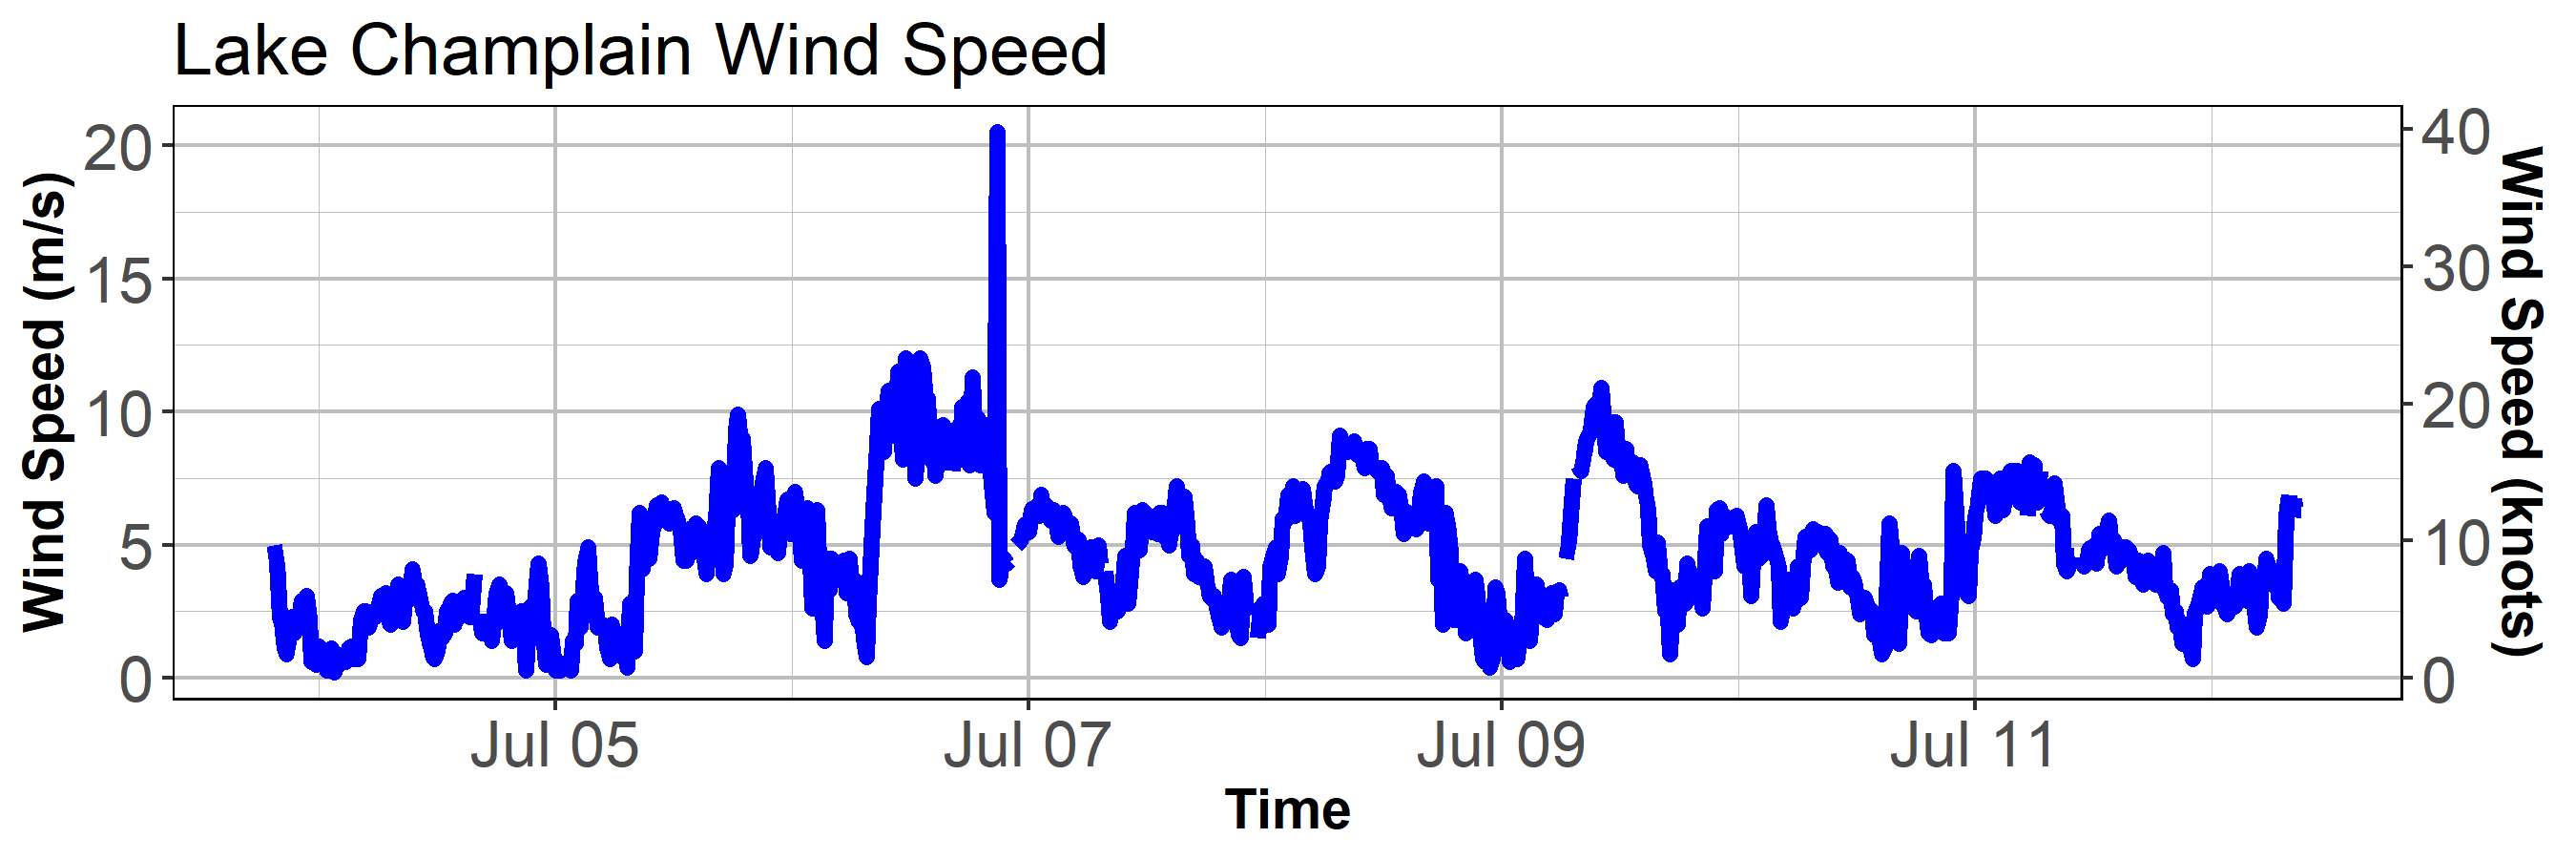 Lake Champlain Wind Speed
Wind Speed (m/s)
20
15
10
5
0
40
30
20
10
0
Wind Speed (knots)
Jul 05
Jul 07
Jul 09
Jul 11
Time